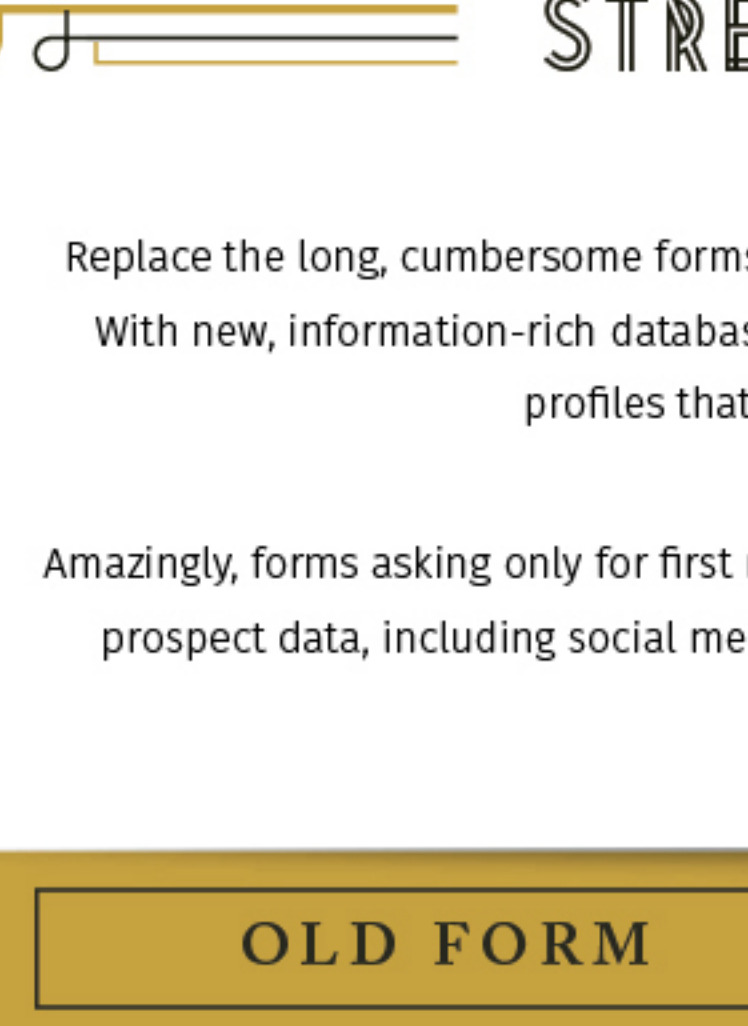 STRE
Replace the long, cumbersome forms
With new, information-rich databas
profiles that
Amazingly, forms asking only for first
prospect data, including social me
OLD FORM